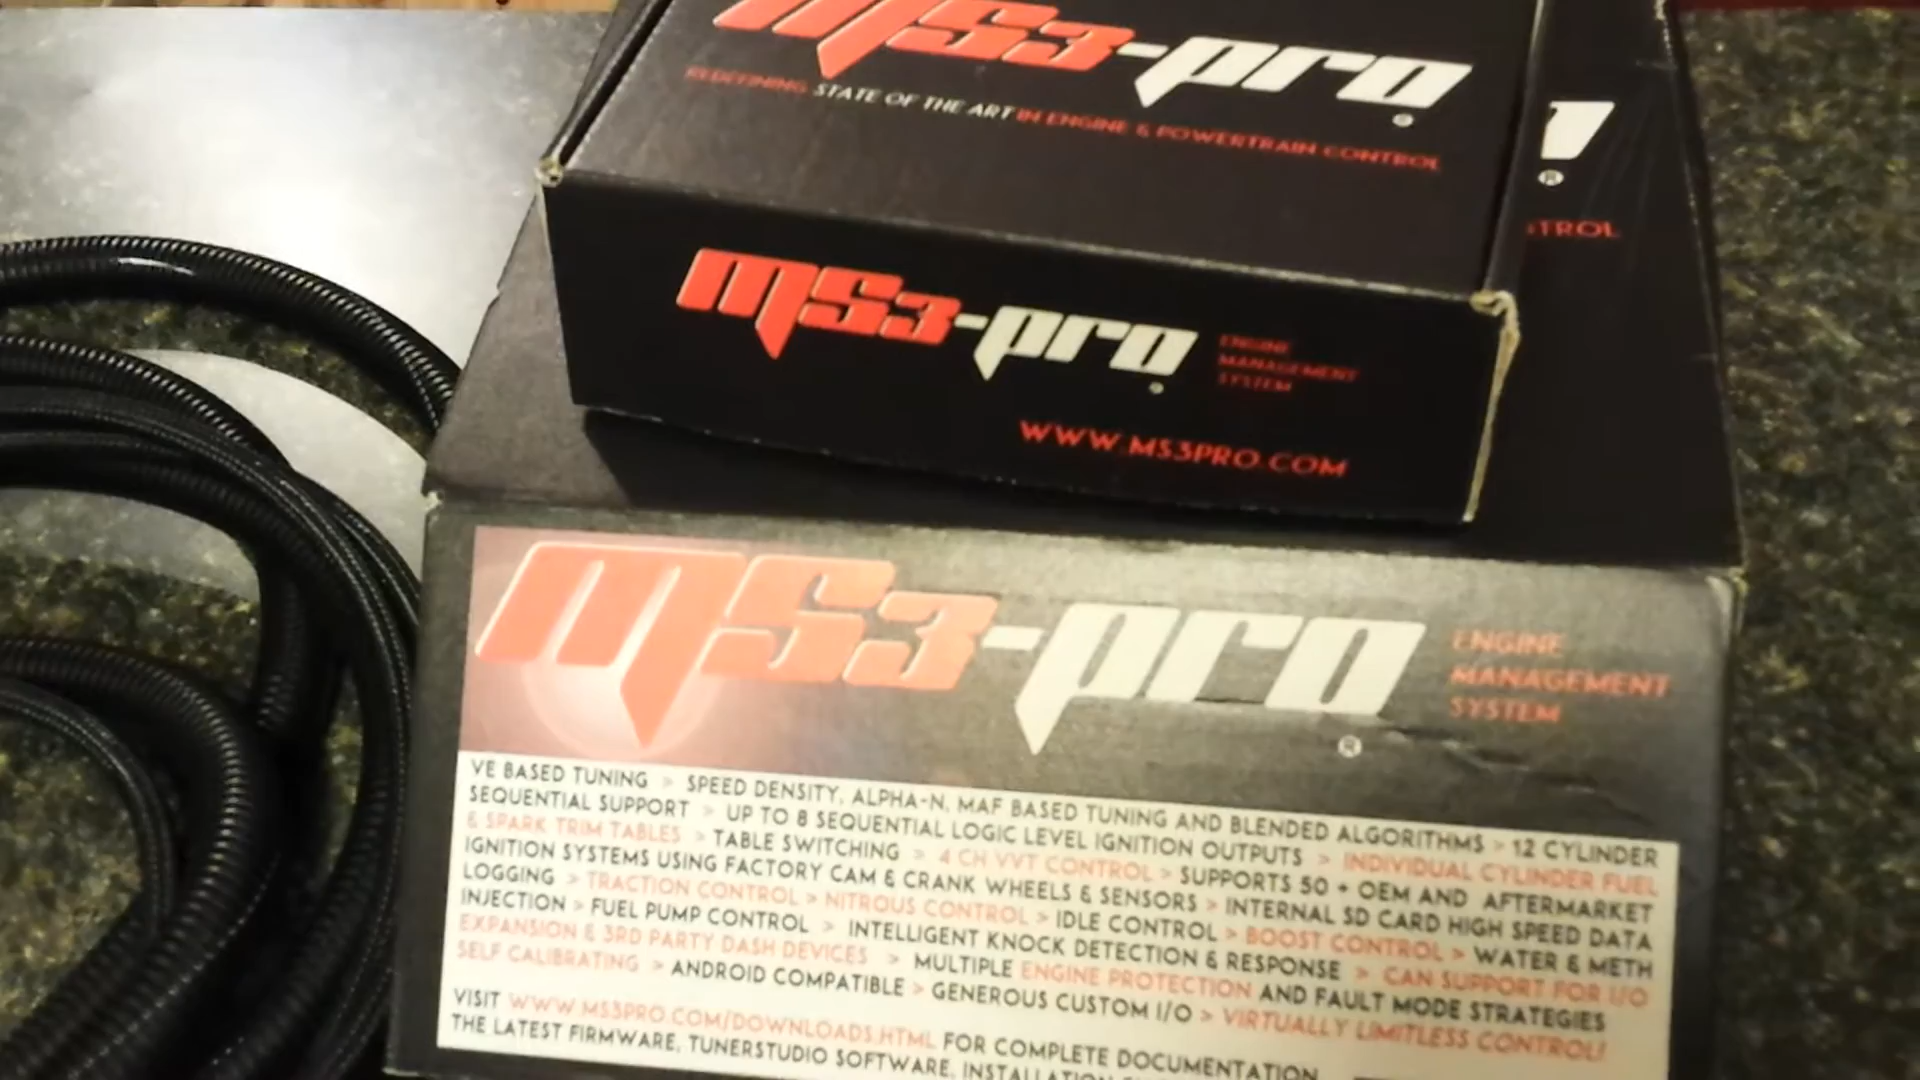 MS3-pro
®
REDEFINING STATE OF THE ART IN ENGINE & POWERTRAIN CONTROL
®
TROL
MS3-pro
ENGINE
MANAGEMENT
SYSTEM
WWW.MS3PRO.COM
MS3-pro
®
ENGINE
MANAGEMENT
SYSTEM
VE BASED TUNING > SPEED DENSITY, ALPHA-N, MAF BASED TUNING AND BLENDED ALGORITHMS > 12 CYLINDER
SEQUENTIAL SUPPORT > UP TO 8 SEQUENTIAL LOGIC LEVEL IGNITION OUTPUTS > INDIVIDUAL CYLINDER FUEL
& SPARK TRIM TABLES > TABLE SWITCHING > 4 CH VVT CONTROL > SUPPORTS 50 + OEM AND AFTERMARKET
IGNITION SYSTEMS USING FACTORY CAM & CRANK WHEELS & SENSORS > INTERNAL SD CARD HIGH SPEED DATA
LOGGING > TRACTION CONTROL > NITROUS CONTROL > IDLE CONTROL > BOOST CONTROL > WATER & METH
INJECTION > FUEL PUMP CONTROL > INTELLIGENT KNOCK DETECTION & RESPONSE > CAN SUPPORT FOR I/O
EXPANSION & 3RD PARTY DASH DEVICES > MULTIPLE ENGINE PROTECTION AND FAULT MODE STRATEGIES
SELF CALIBRATING > ANDROID COMPATIBLE > GENEROUS CUSTOM I/O > VIRTUALLY LIMITLESS CONTROL!
VISIT WWW.MS3PRO.COM/DOWNLOADS.HTML FOR COMPLETE DOCUMENTATION
THE LATEST FIRMWARE, TUNERSTUDIO SOFTWARE,